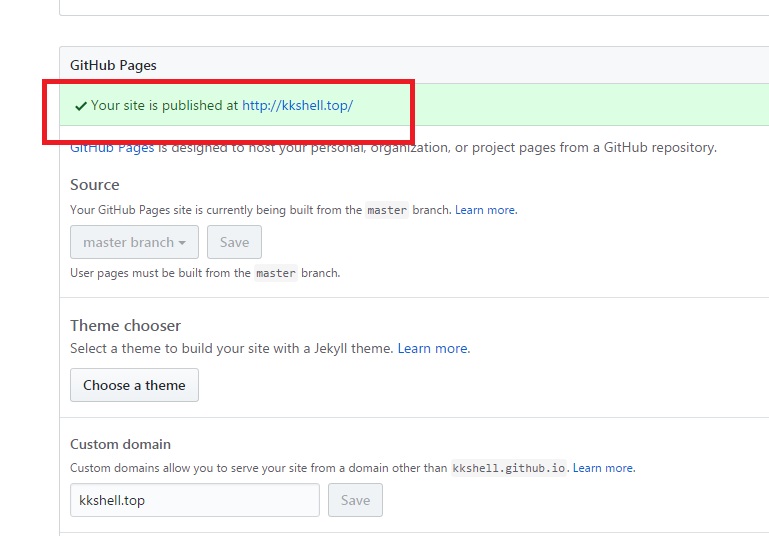 GitHub Pages
Your site is published at http://kkshell.top/
GitHub Pages is designed to host your personal, organization, or project pages from a GitHub repository.
Source
Your GitHub Pages site is currently being built from the master branch. Learn more.
master branch Save
User pages must be built from the master branch.
Theme chooser
Select a theme to build your site with a Jekyll theme. Learn more.
Choose a theme
Custom domain
Custom domains allow you to serve your site from a domain other than kkshell.github.io. Learn more.
kkshell.top Save